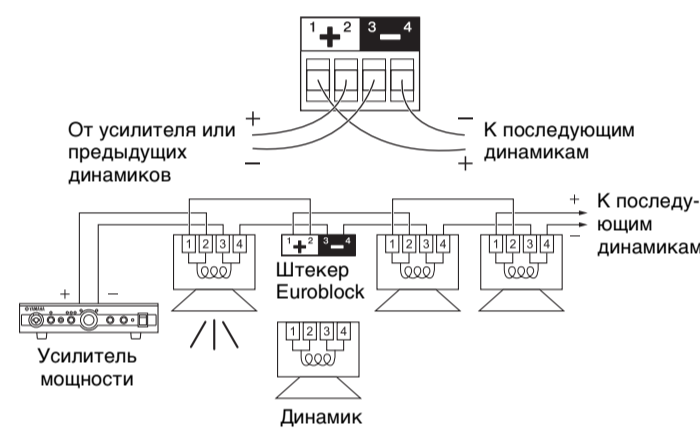 1 + 2 3 − 4
+
−
От усилителя или
предыдущих
динамиков
−
+
К последующим
динамикам
+
−
К последу-
ющим
динамикам
1 2 3 4
1 + 2 3 − 4
1 2 3 4
1 2 3 4
Штекер
Euroblock
+ −
YAMAHA
Усилитель
мощности
1 2 3 4
Динамик